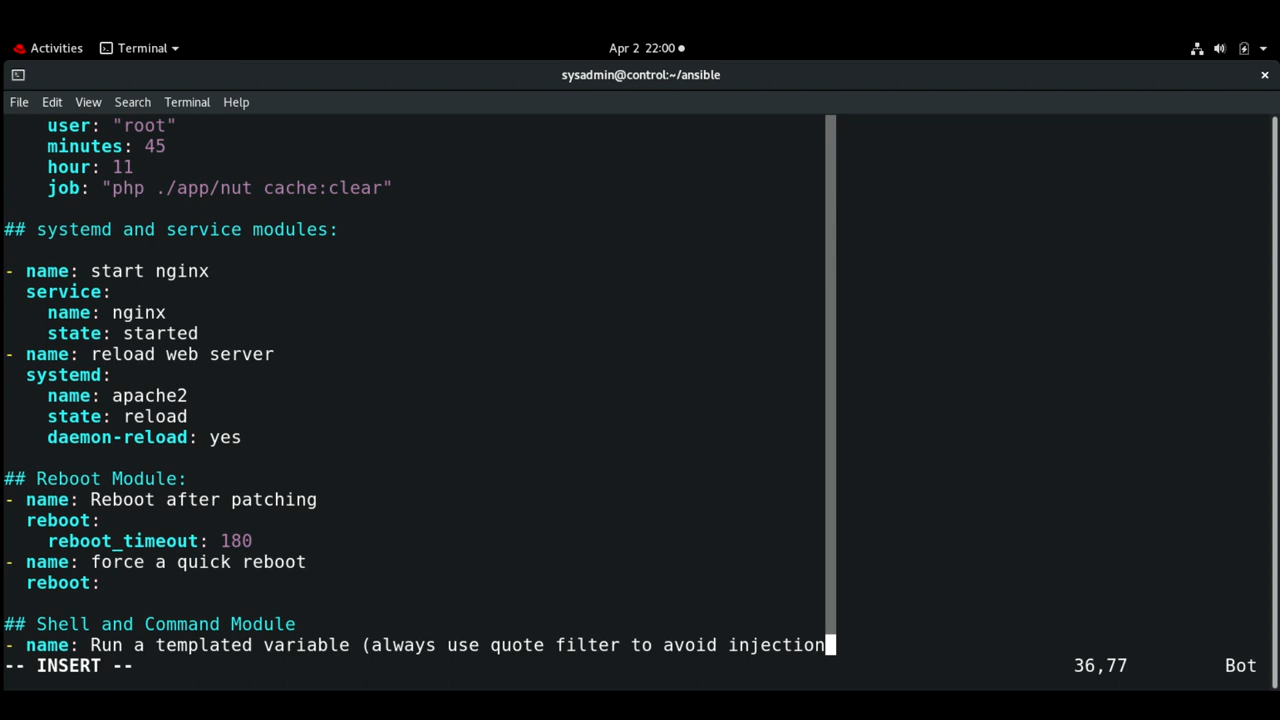 Activities Terminal Apr 2 22:00
sysadmin@control:~/ansible
File Edit View Search Terminal Help
    user: "root"
    minutes: 45
    hour: 11
    job: "php ./app/nut cache:clear"
## systemd and service modules:
- name: start nginx
  service:
    name: nginx
    state: started
- name: reload web server
  systemd:
    name: apache2
    state: reload
    daemon-reload: yes
## Reboot Module:
- name: Reboot after patching
  reboot:
    reboot_timeout: 180
- name: force a quick reboot
  reboot:
## Shell and Command Module
- name: Run a templated variable (always use quote filter to avoid injection
-- INSERT -- 36,77 Bot